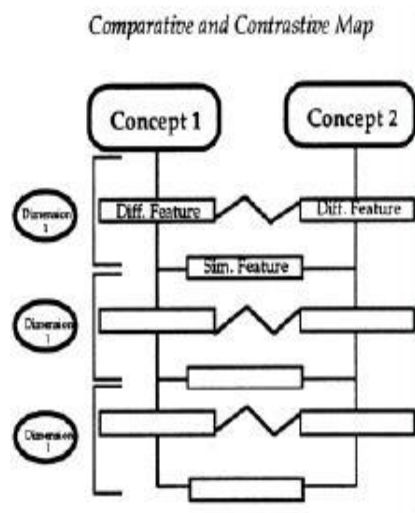 Comparative and Contrastive Map
Concept 1
Concept 2
Dimension
1
Diff. Feature
Diff. Feature
Sim. Feature
Dimension
1
Dimension
1